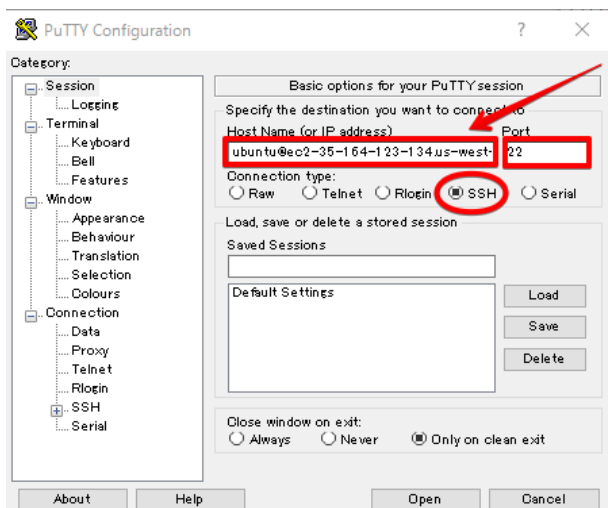 PuTTY Configuration
Category:
Session
Logging
Terminal
Keyboard
Bell
Features
Window
Appearance
Behaviour
Translation
Selection
Colours
Connection
Data
Proxy
Telnet
Rlogin
SSH
Serial
Basic options for your PuTTY session
Specify the destination you want to connect to
Host Name (or IP address) Port
ubuntu@ec2-35-164-123-134.us-west- 22
Connection type:
Raw Telnet Rlogin SSH Serial
Load, save or delete a stored session
Saved Sessions
Default Settings
Load
Save
Delete
Close window on exit:
Always Never Only on clean exit
About Help Open Cancel